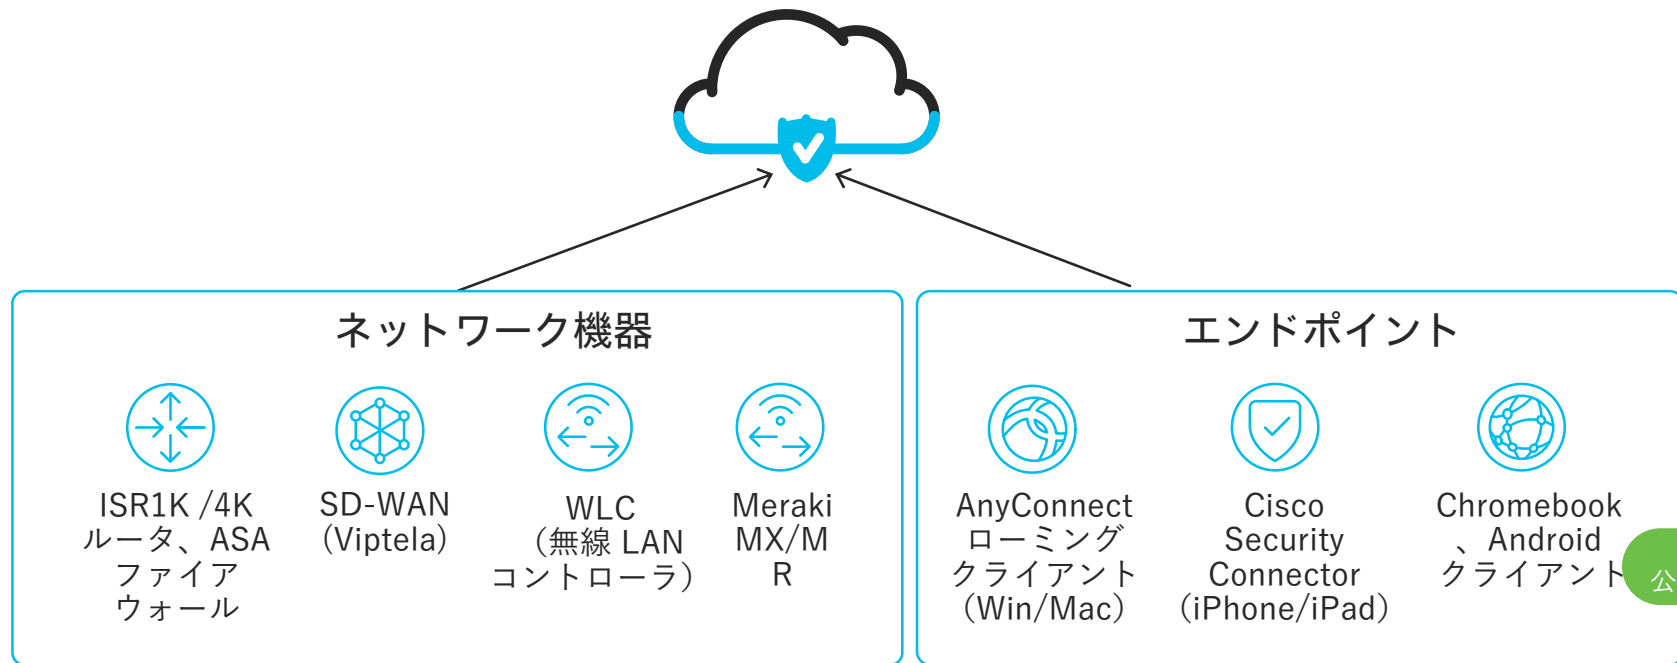 ネットワーク機器
ISR1K /4K
ルータ、ASA
ファイア
ウォール
SD-WAN
(Viptela)
WLC
（無線 LAN
コントローラ）
Meraki
MX/M
R
エンドポイント
AnyConnect
ローミング
クライアント
(Win/Mac)
Cisco
Security
Connector
（iPhone/iPad）
Chromebook
、Android
クライアント
公